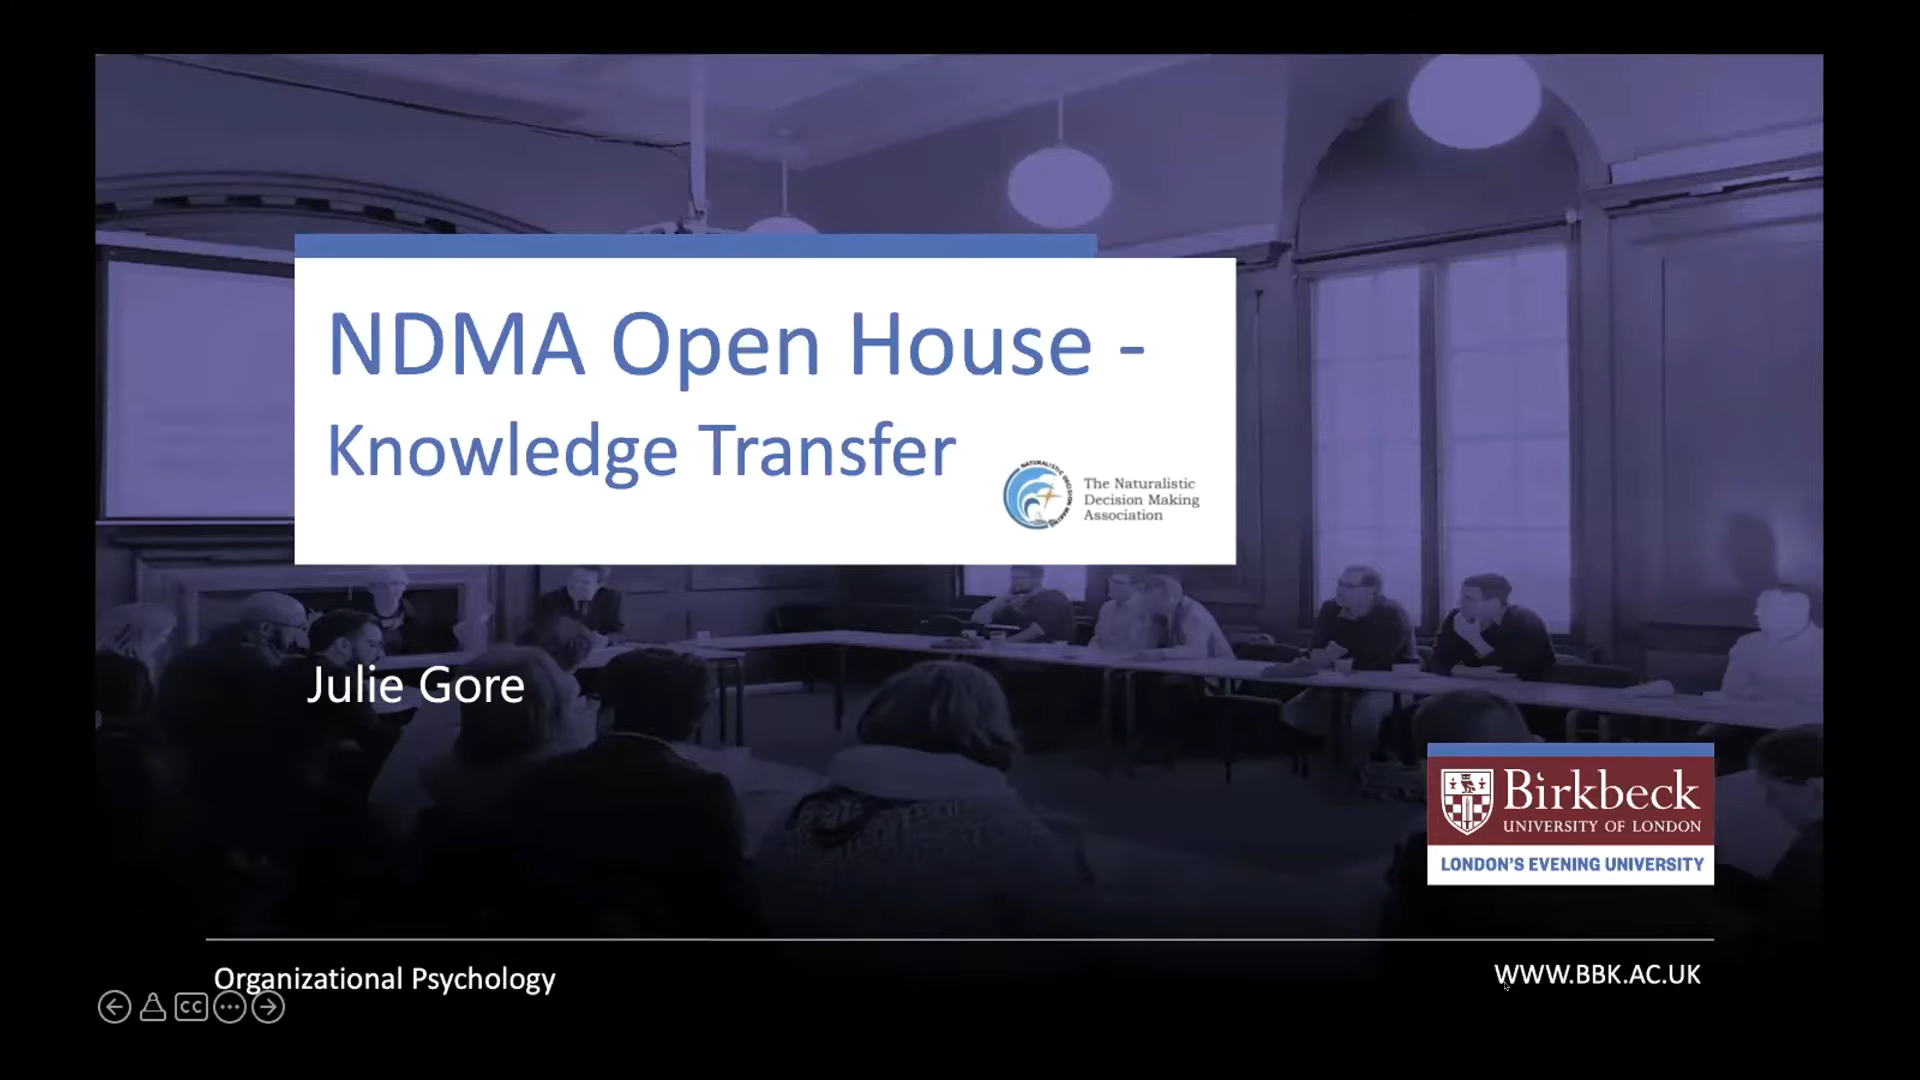 NDMA Open House -
Knowledge Transfer
The Naturalistic
Decision Making
Association
Julie Gore
Birkbeck
UNIVERSITY OF LONDON
LONDON'S EVENING UNIVERSITY
Organizational Psychology
WWW.BBK.AC.UK
CC